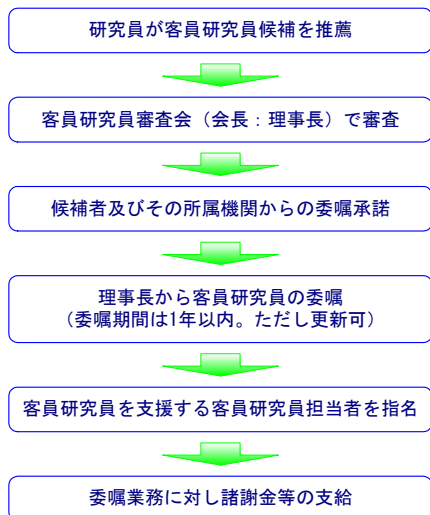 研究員が客員研究員候補を推薦
客員研究員審査会（会長：理事長）で審査
候補者及びその所属機関からの委嘱承諾
理事長から客員研究員の委嘱
（委嘱期間は1年以内。ただし更新可）
客員研究員を支援する客員研究員担当者を指名
委嘱業務に対し諸謝金等の支給